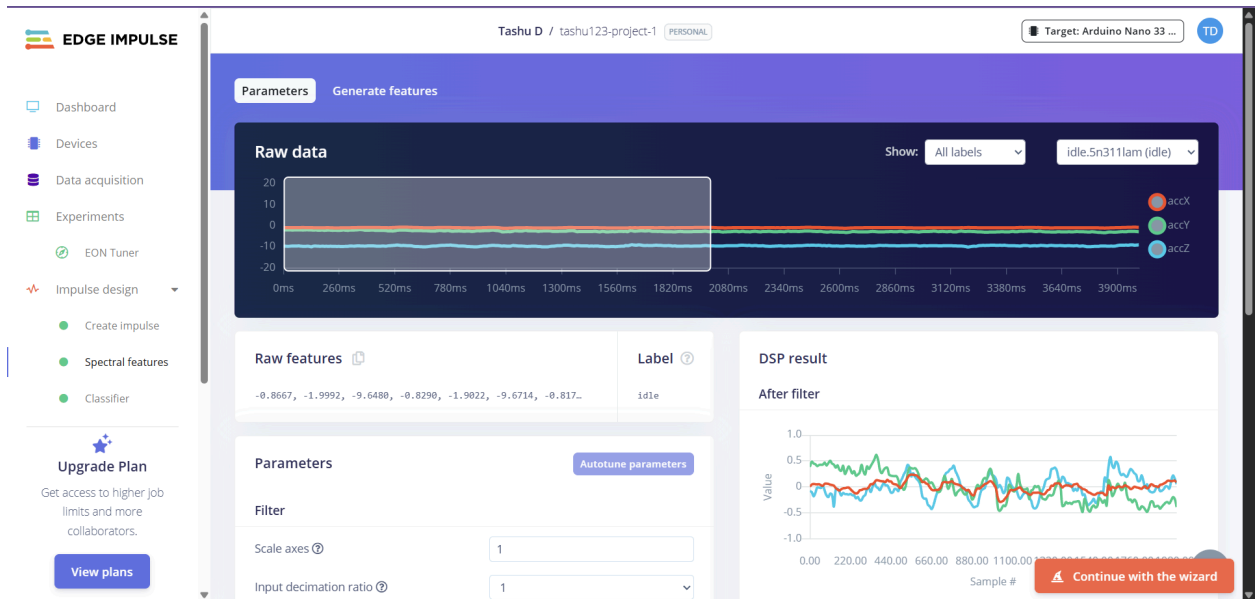 EDGE IMPULSE
Tashu D / tashu123-project-1 PERSONAL
Target: Arduino Nano 33 ...
TD
Dashboard
Devices
Data acquisition
Experiments
EON Tuner
Impulse design
Create impulse
Spectral features
Classifier
Upgrade Plan
Get access to higher job
limits and more
collaborators.
View plans
Parameters Generate features
Raw data
Show: All labels idle.5n311lam (idle)
20
10
0
-10
-20
0ms 260ms 520ms 780ms 1040ms 1300ms 1560ms 1820ms 2080ms 2340ms 2600ms 2860ms 3120ms 3380ms 3640ms 3900ms
accX
accY
accZ
Raw features
Label
-0.8667, -1.9992, -9.6480, -0.8290, -1.9022, -9.6714, -0.817…
idle
Parameters
Autotune parameters
Filter
Scale axes 1
Input decimation ratio 1
DSP result
After filter
1.0
0.5
0
-0.5
-1.0
Value
0.00 220.00 440.00 660.00 880.00 1100.00
Sample #
Continue with the wizard